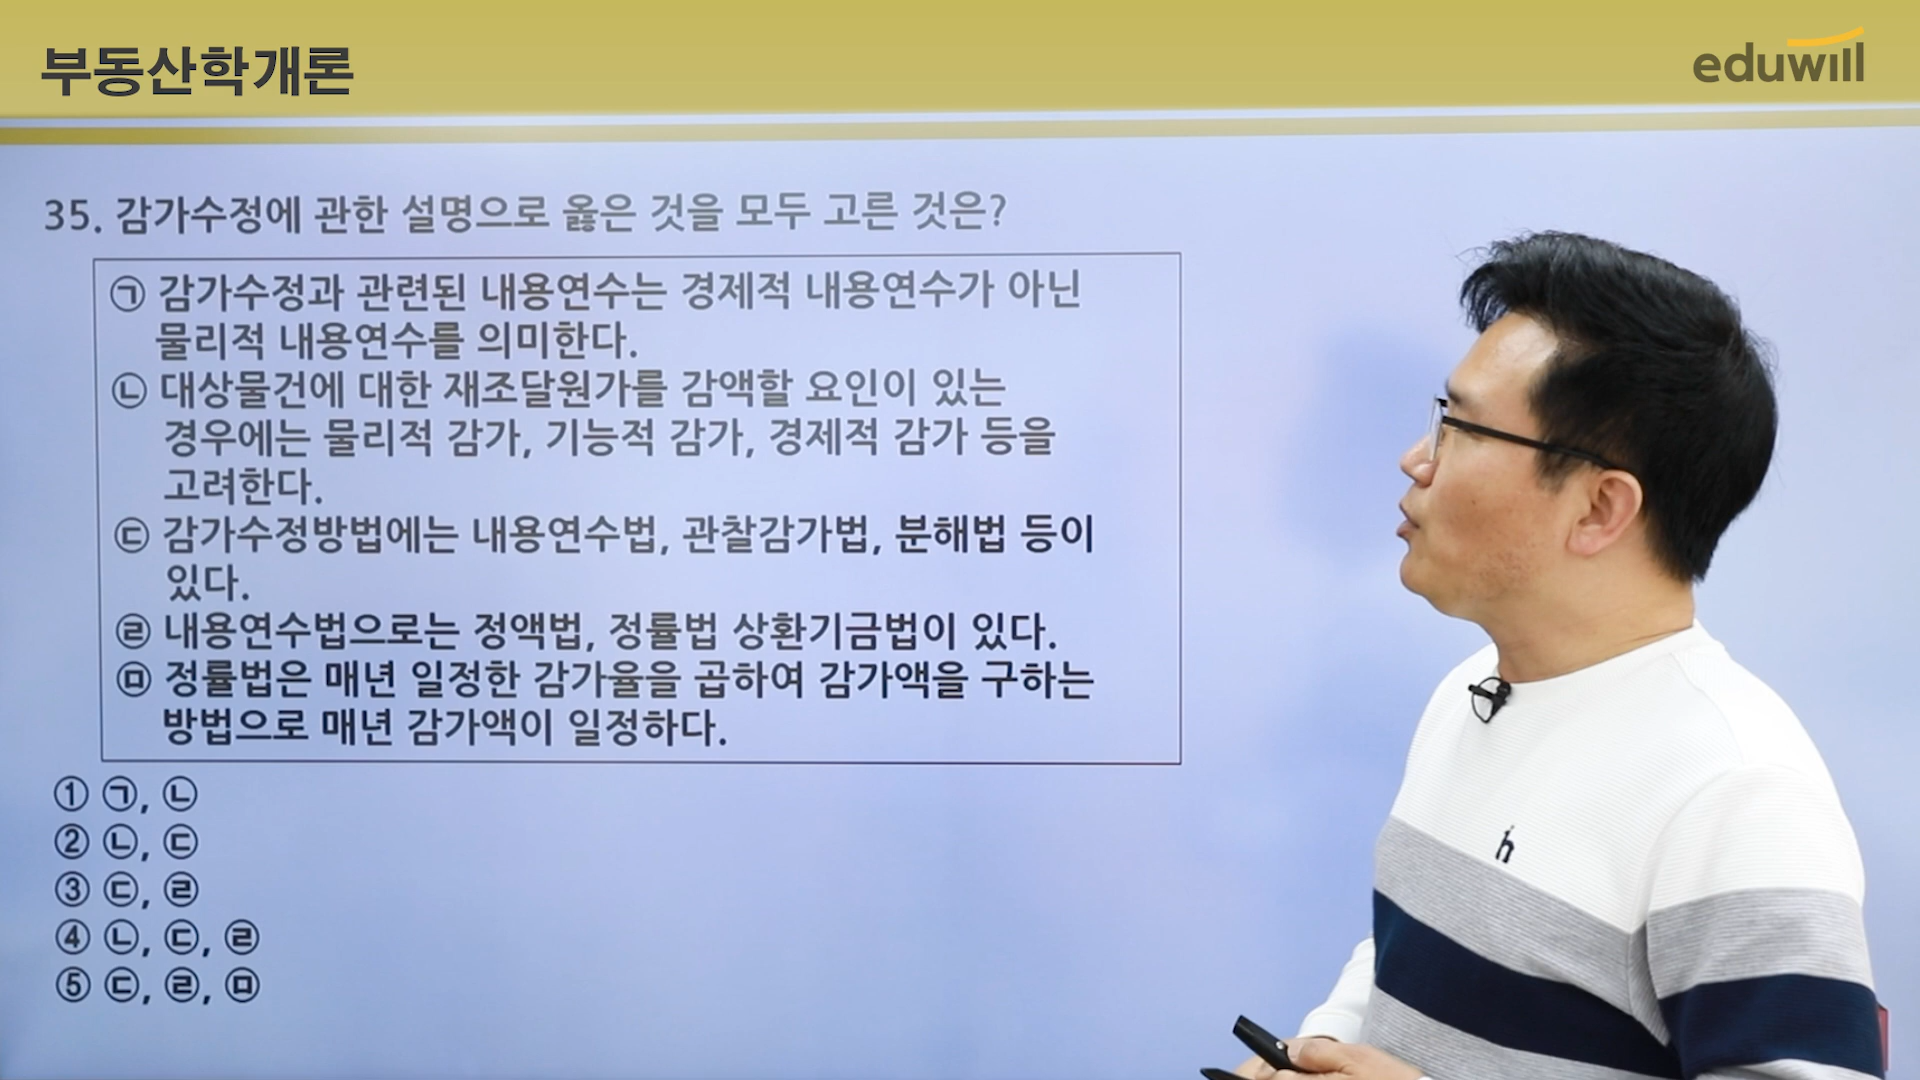 부동산학개론
eduwill
35. 감가수정에 관한 설명으로 옳은 것을 모두 고른 것은?
㉠ 감가수정과 관련된 내용연수는 경제적 내용연수가 아닌
물리적 내용연수를 의미한다.
㉡ 대상물건에 대한 재조달원가를 감액할 요인이 있는
경우에는 물리적 감가, 기능적 감가, 경제적 감가 등을
고려한다.
㉢ 감가수정방법에는 내용연수법, 관찰감가법, 분해법 등이
있다.
㉣ 내용연수법으로는 정액법, 정률법 상환기금법이 있다.
㉤ 정률법은 매년 일정한 감가율을 곱하여 감가액을 구하는
방법으로 매년 감가액이 일정하다.
① ㉠, ㉡
② ㉡, ㉢
③ ㉢, ㉣
④ ㉡, ㉢, ㉣
⑤ ㉢, ㉣, ㉤
h